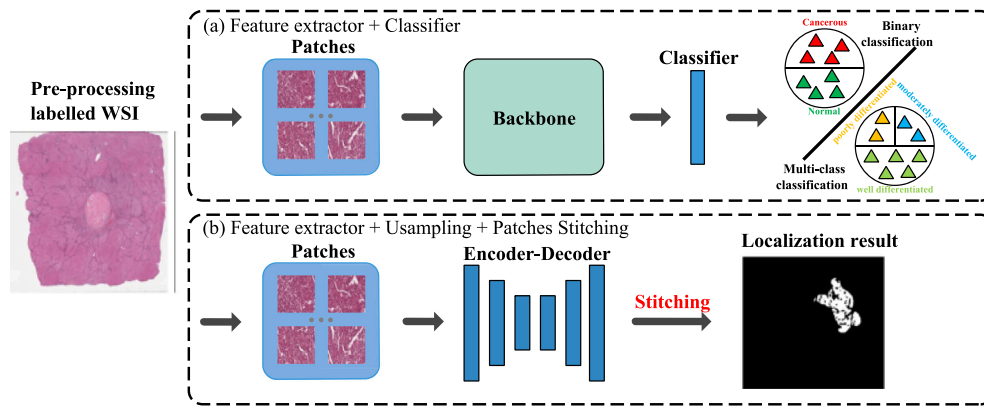 Pre-processing
labelled WSI
(a) Feature extractor + Classifier
Patches
Backbone
Classifier
Cancerous
Normal
Binary
classification
poorly differentiated
moderately differentiated
Multi-class
classification
well differentiated
(b) Feature extractor + Usampling + Patches Stitching
Patches
Encoder-Decoder
Stitching
Localization result